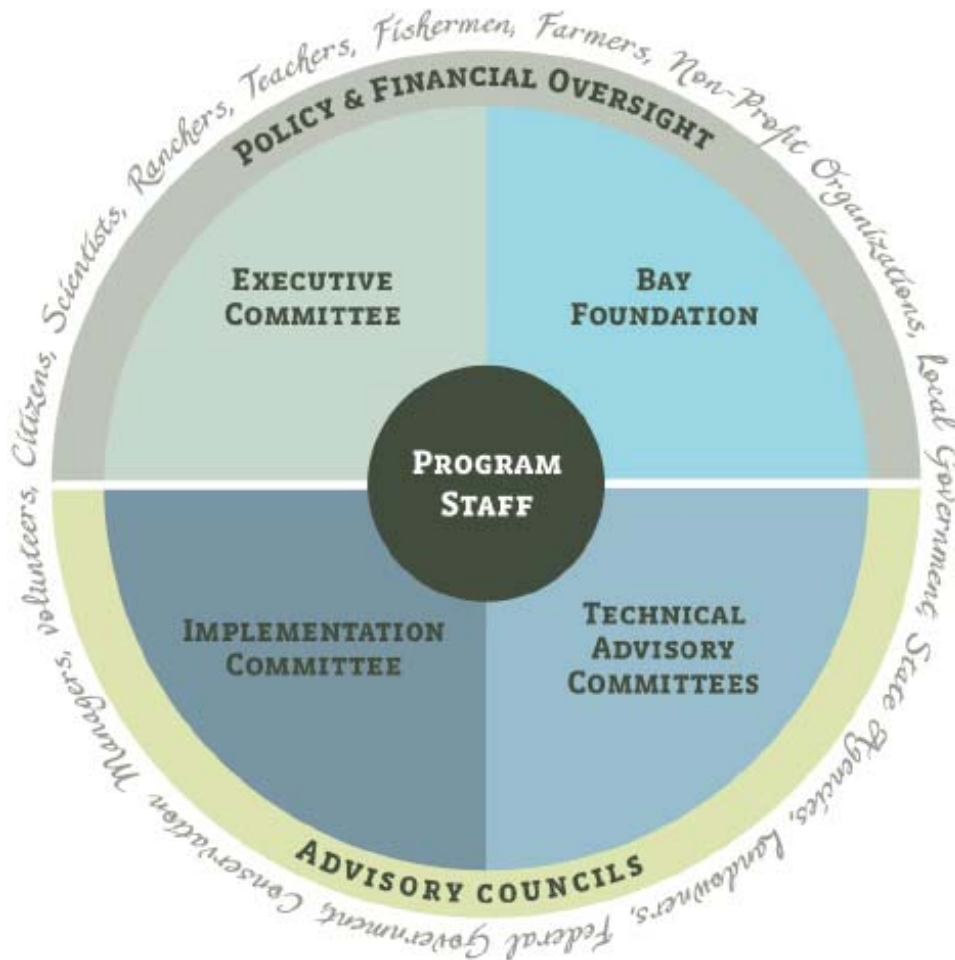 Volunteers, Citizens, Scientists, Ranchers, Teachers, Fishermen, Farmers, Non-Profit Organizations, Local Government, State Agencies, Landowners, Federal Government, Conservation Managers,
POLICY & FINANCIAL OVERSIGHT
EXECUTIVE
COMMITTEE
BAY
FOUNDATION
PROGRAM
STAFF
IMPLEMENTATION
COMMITTEE
TECHNICAL
ADVISORY
COMMITTEES
ADVISORY COUNCILS